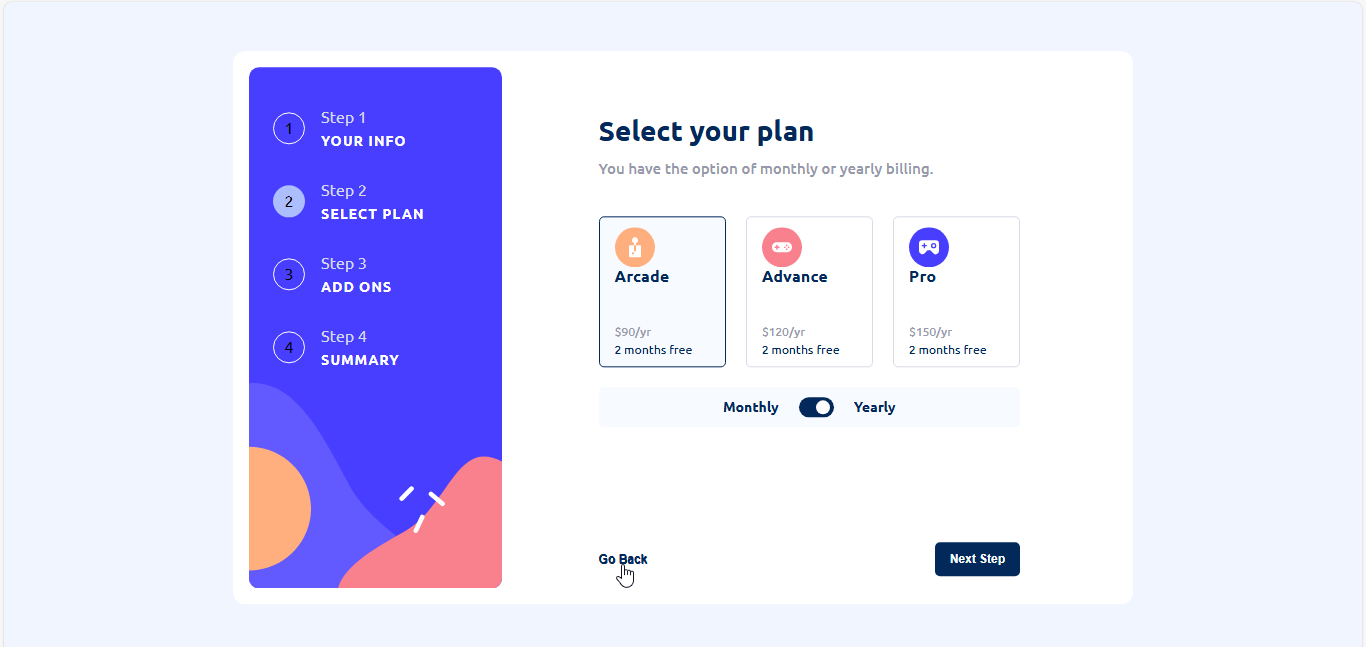 1
Step 1
YOUR INFO
2
Step 2
SELECT PLAN
3
Step 3
ADD ONS
4
Step 4
SUMMARY
Select your plan
You have the option of monthly or yearly billing.
Arcade
$90/yr
2 months free
Advance
$120/yr
2 months free
Pro
$150/yr
2 months free
Monthly
Yearly
Go Back
Next Step